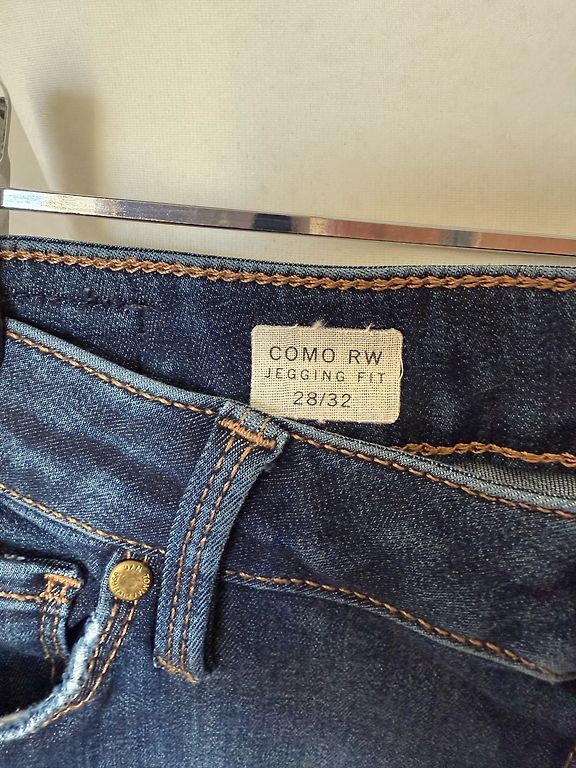 COMO RW
JEGGING FIT
28/32